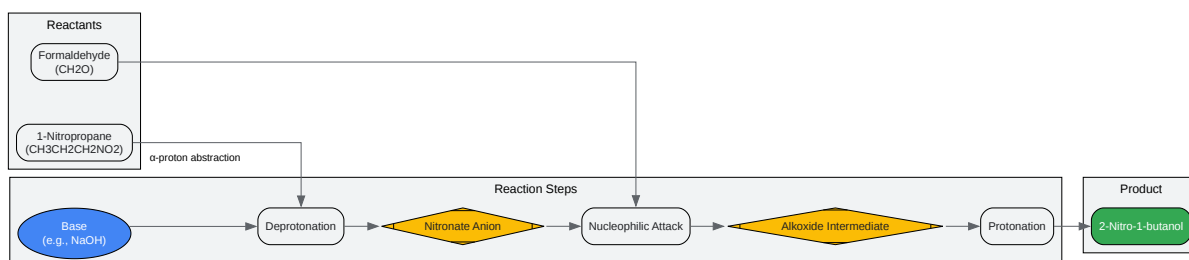 Reactants
Formaldehyde
(CH2O)
1-Nitropropane
(CH3CH2CH2NO2)
α-proton abstraction
Reaction Steps
Product
Base
(e.g., NaOH)
Deprotonation
Nitronate Anion
Nucleophilic Attack
Alkoxide Intermediate
Protonation
2-Nitro-1-butanol